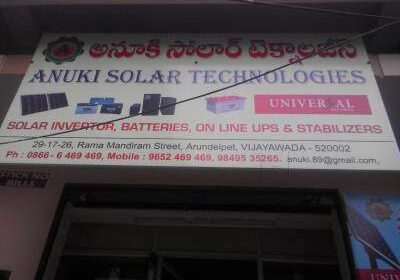 అనూకి సోలార్ టెక్నాలజీస్
ANUKI SOLAR TECHNOLOGIES
UNIVERSAL
SOLAR INVERTOR, BATTERIES, ON LINE UPS & STABILIZERS
29-17-26, Rama Mandiram Street, Arundelpet, VIJAYAWADA - 520002
Ph : 0866- 6 469 469, Mobile : 9652 469 469, 98495 35265. anuki.89@gmail.com,